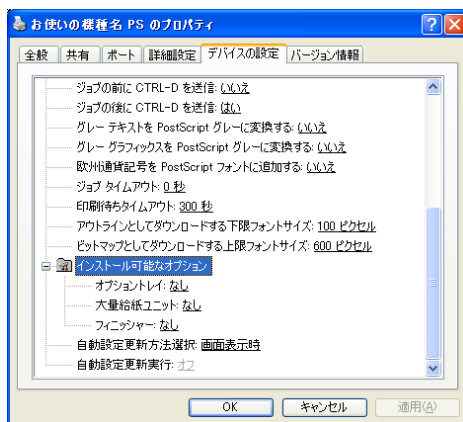 お使いの機種名 PS のプロパティ
全般 共有 ポート 詳細設定 デバイスの設定 バージョン情報
ジョブの前に CTRL-D を送信: いいえ
ジョブの後に CTRL-D を送信: はい
グレー テキストを PostScript グレーに変換する: いいえ
グレー グラフィックスを PostScript グレーに変換する: いいえ
欧州通貨記号を PostScript フォントに追加する: いいえ
ジョブ タイムアウト: 0 秒
印刷待ちタイムアウト: 300 秒
アウトラインとしてダウンロードする下限フォントサイズ: 100 ピクセル
ビットマップとしてダウンロードする上限フォントサイズ: 600 ピクセル
インストール可能なオプション
オプショントレイ: なし
大量給紙ユニット: なし
フィニッシャー: なし
自動設定更新方法選択: 画面表示時
自動設定更新実行: オフ
OK キャンセル 適用(A)